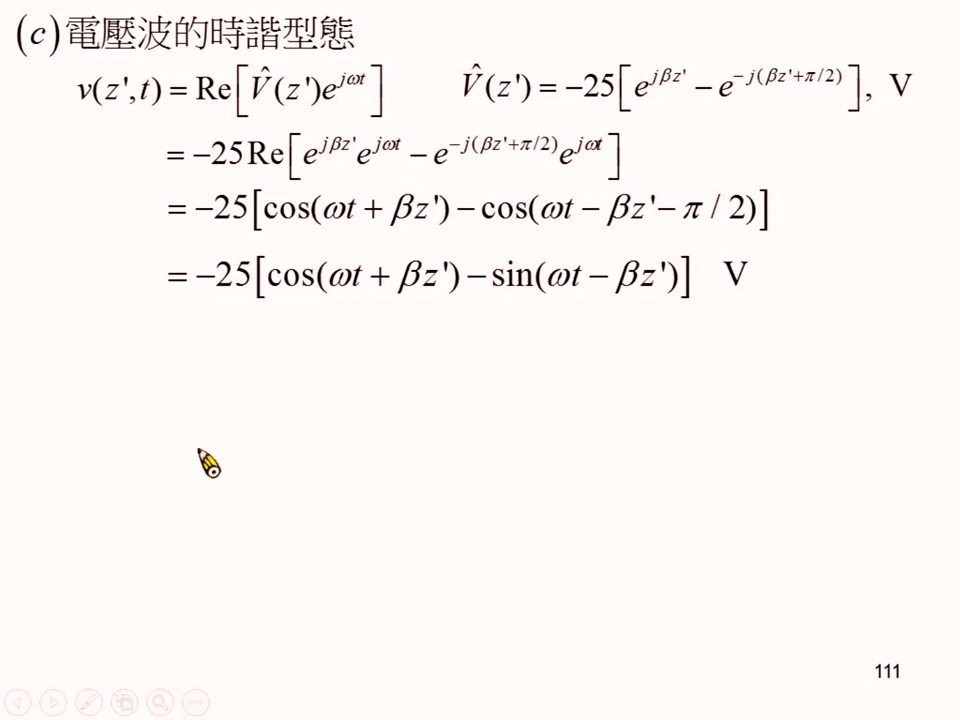 (c) 電壓波的時諧型態
v(z',t) = Re[V̂(z')e^{jωt}]   V̂(z') = −25[e^{jβz'} − e^{−j(βz'+π/2)}], V
= −25 Re[e^{jβz'}e^{jωt} − e^{−j(βz'+π/2)}e^{jωt}]
= −25[cos(ωt + βz') − cos(ωt − βz' − π / 2)]
= −25[cos(ωt + βz') − sin(ωt − βz')] V
111